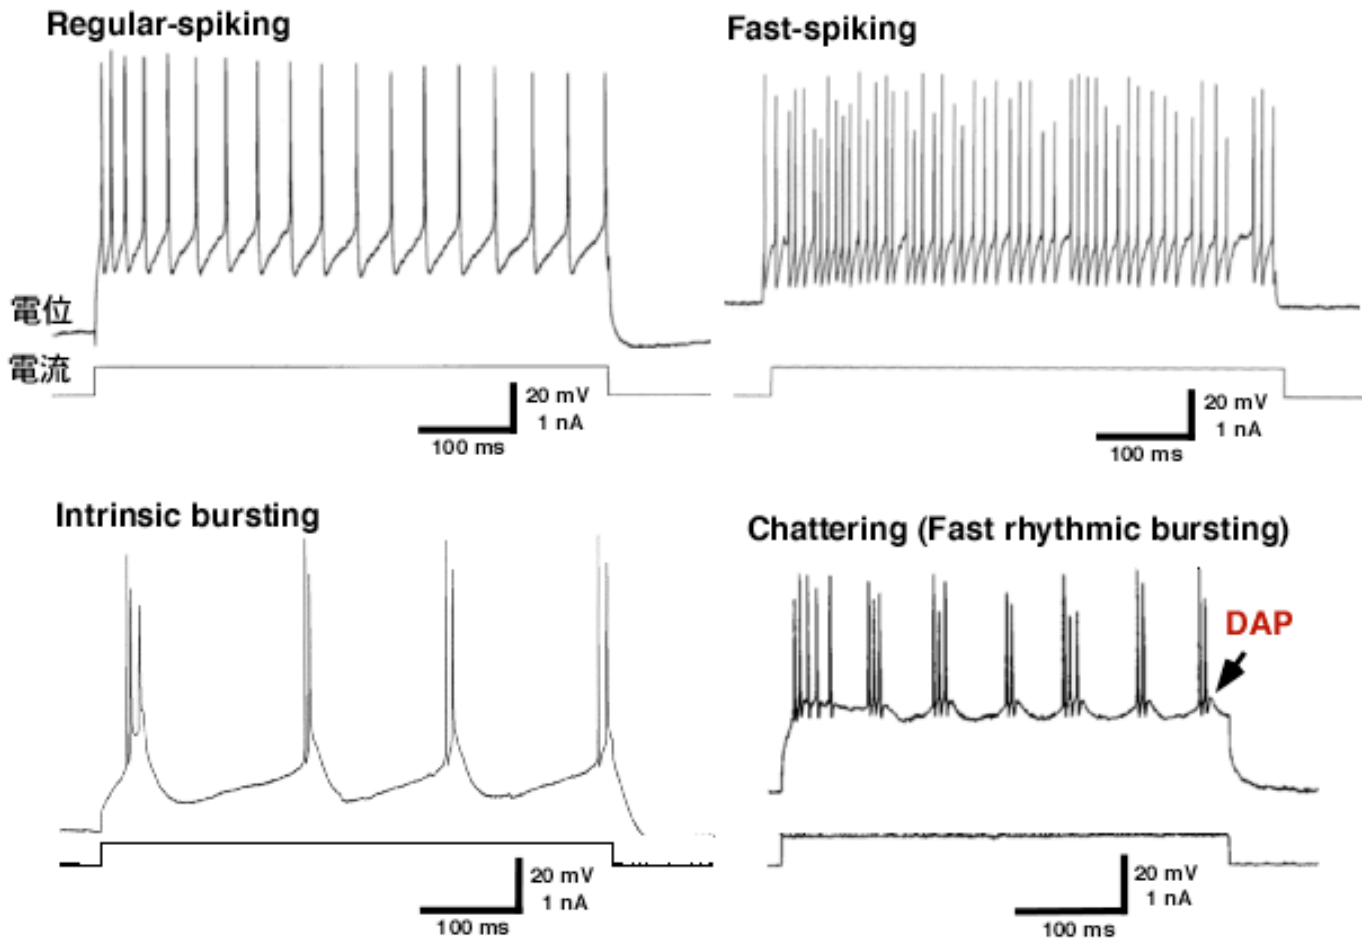 Regular-spiking
Fast-spiking
電位
電流
20 mV
1 nA
100 ms
20 mV
1 nA
100 ms
Intrinsic bursting
Chattering (Fast rhythmic bursting)
DAP
20 mV
1 nA
100 ms
20 mV
1 nA
100 ms